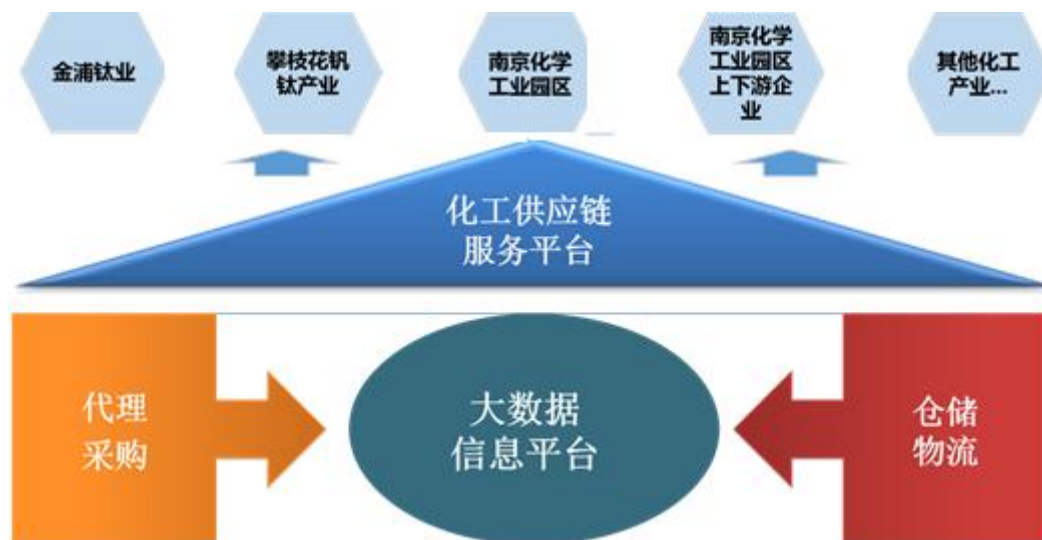 金浦钛业
攀枝花钒
钛产业
南京化学
工业园区
南京化学
工业园区
上下游企
业
其他化工
产业...
化工供应链
服务平台
代理
采购
大数据
信息平台
仓储
物流